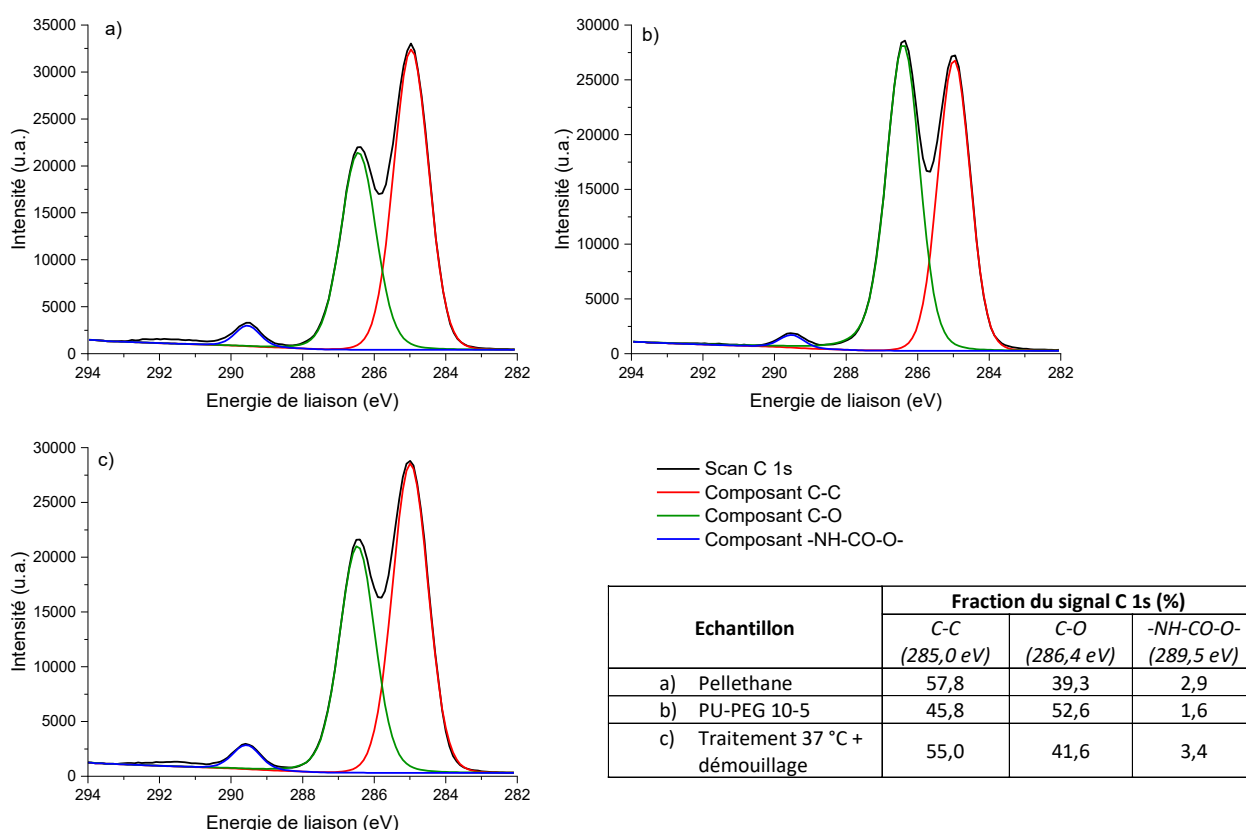 a)
35000
30000
25000
20000
15000
10000
5000
0
Intensité (u.a.)
294 292 290 288 286 284 282
Energie de liaison (eV)
b)
30000
25000
20000
15000
10000
5000
0
Intensité (u.a.)
294 292 290 288 286 284 282
Energie de liaison (eV)
c)
30000
25000
20000
15000
10000
5000
0
Intensité (u.a.)
294 292 290 288 286 284 282
Energie de liaison (eV)
Scan C 1s
Composant C-C
Composant C-O
Composant -NH-CO-O-
Echantillon
Fraction du signal C 1s (%)
C-C C-O -NH-CO-O-
(285,0 eV) (286,4 eV) (289,5 eV)
a) Pellethane 57,8 39,3 2,9
b) PU-PEG 10-5 45,8 52,6 1,6
c) Traitement 37 °C +
démouillage 55,0 41,6 3,4